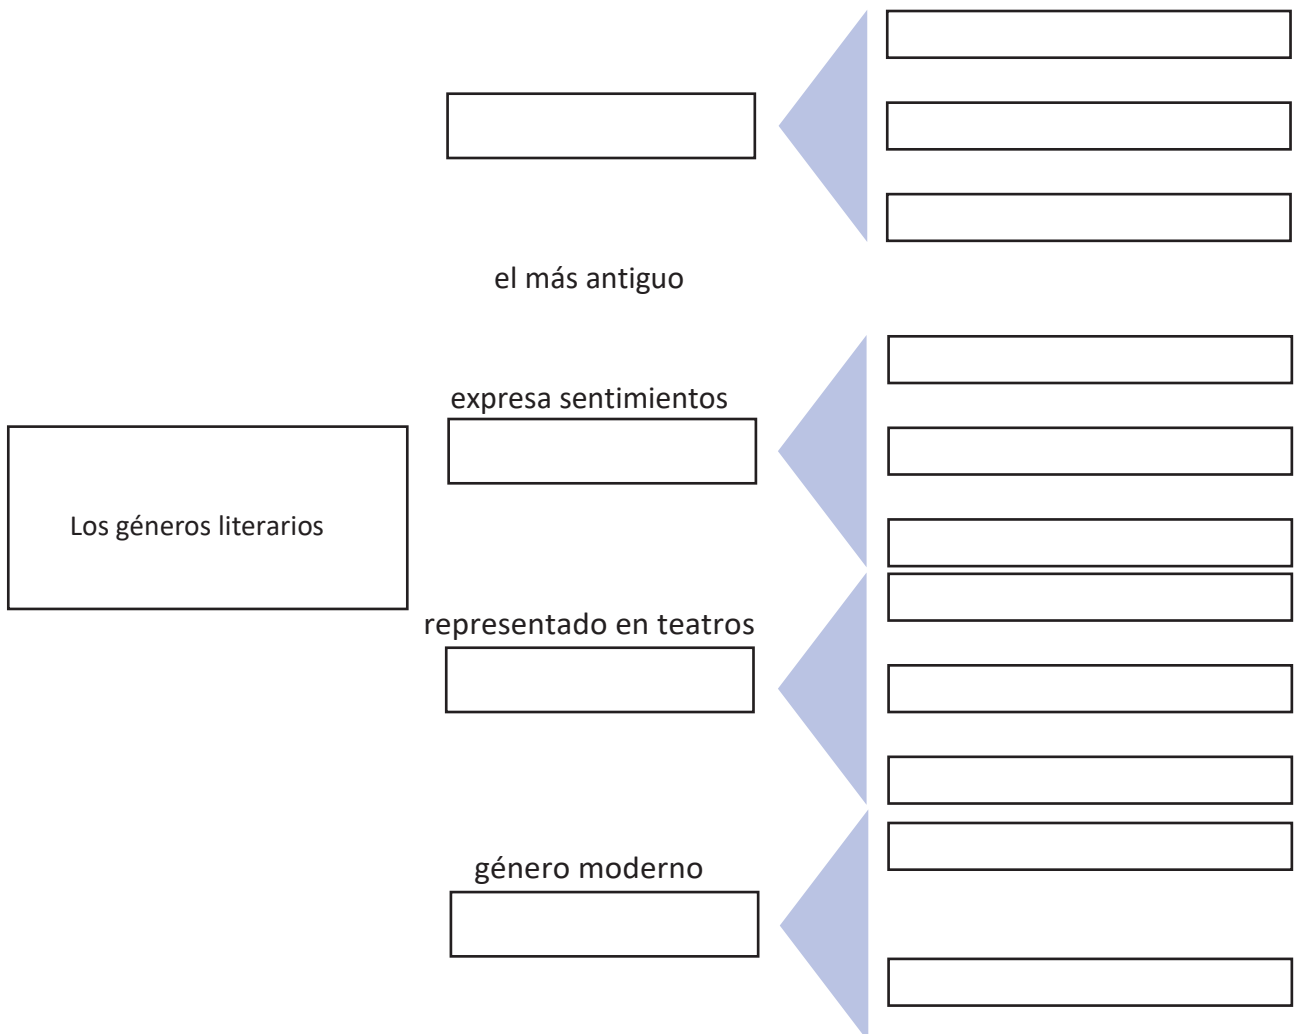 el más antiguo
expresa sentimientos
Los géneros literarios
representado en teatros
género moderno